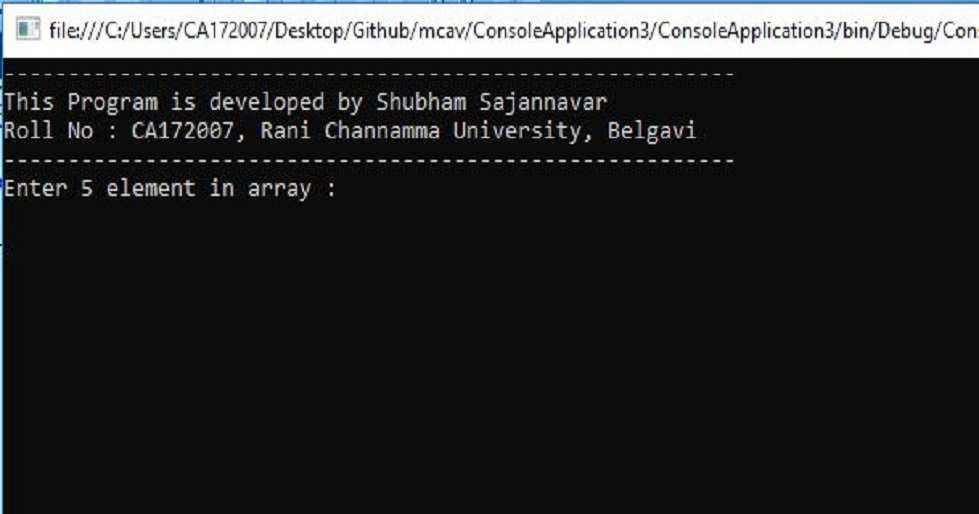 file:///C:/Users/CA172007/Desktop/Github/mcav/ConsoleApplication3/ConsoleApplication3/bin/Debug/Con
---------------------------------------------------------
This Program is developed by Shubham Sajannavar
Roll No : CA172007, Rani Channamma University, Belgavi
---------------------------------------------------------
Enter 5 element in array :